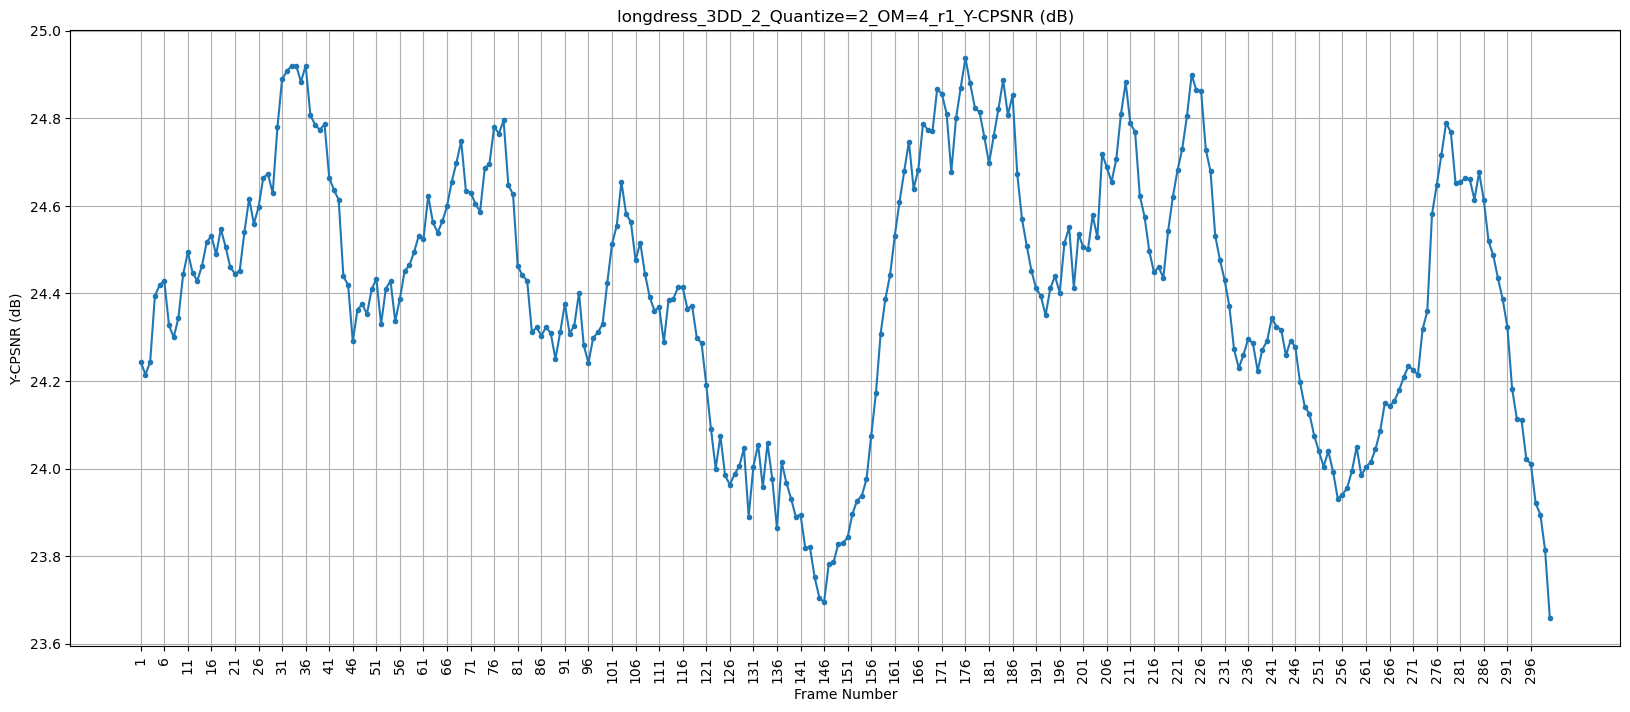 longdress_3DD_2_Quantize=2_OM=4_r1_Y-CPSNR (dB)
25.0
24.8
24.6
24.4
24.2
24.0
23.8
23.6
Y-CPSNR (dB)
1 6 11 16 21 26 31 36 41 46 51 56 61 66 71 76 81 86 91 96 101 106 111 116 121 126 131 136 141 146 151 156 161 166 171 176 181 186 191 196 201 206 211 216 221 226 231 236 241 246 251 256 261 266 271 276 281 286 291 296
Frame Number